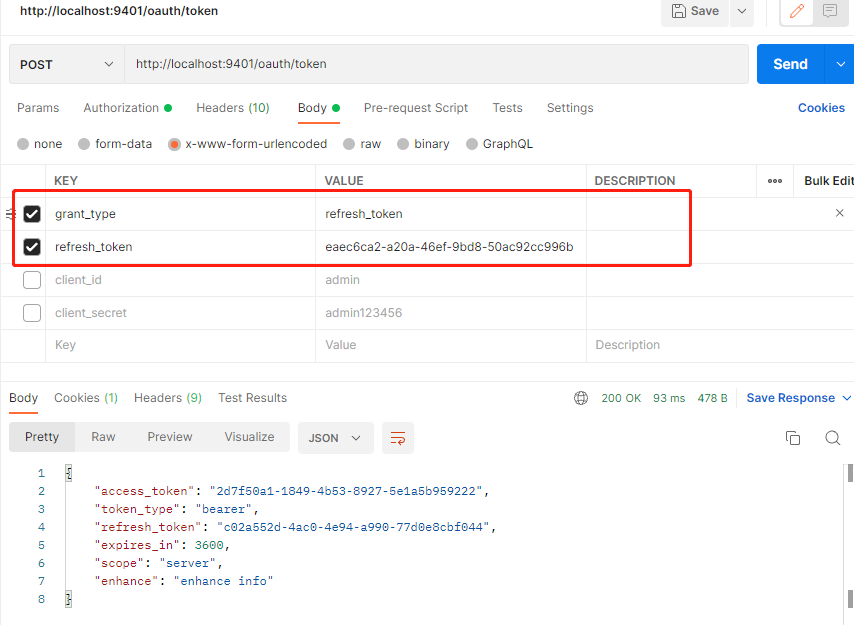 http://localhost:9401/oauth/token Save
POST http://localhost:9401/oauth/token Send
Params Authorization Headers (10) Body Pre-request Script Tests Settings Cookies
none form-data x-www-form-urlencoded raw binary GraphQL
KEY VALUE DESCRIPTION ••• Bulk Edit
grant_type refresh_token
refresh_token eaec6ca2-a20a-46ef-9bd8-50ac92cc996b
client_id admin
client_secret admin123456
Key Value Description
Body Cookies (1) Headers (9) Test Results 200 OK 93 ms 478 B Save Response
Pretty Raw Preview Visualize JSON
1 {
2 "access_token": "2d7f50a1-1849-4b53-8927-5e1a5b959222",
3 "token_type": "bearer",
4 "refresh_token": "c02a552d-4ac0-4e94-a990-77d0e8cbf044",
5 "expires_in": 3600,
6 "scope": "server",
7 "enhance": "enhance info"
8 }